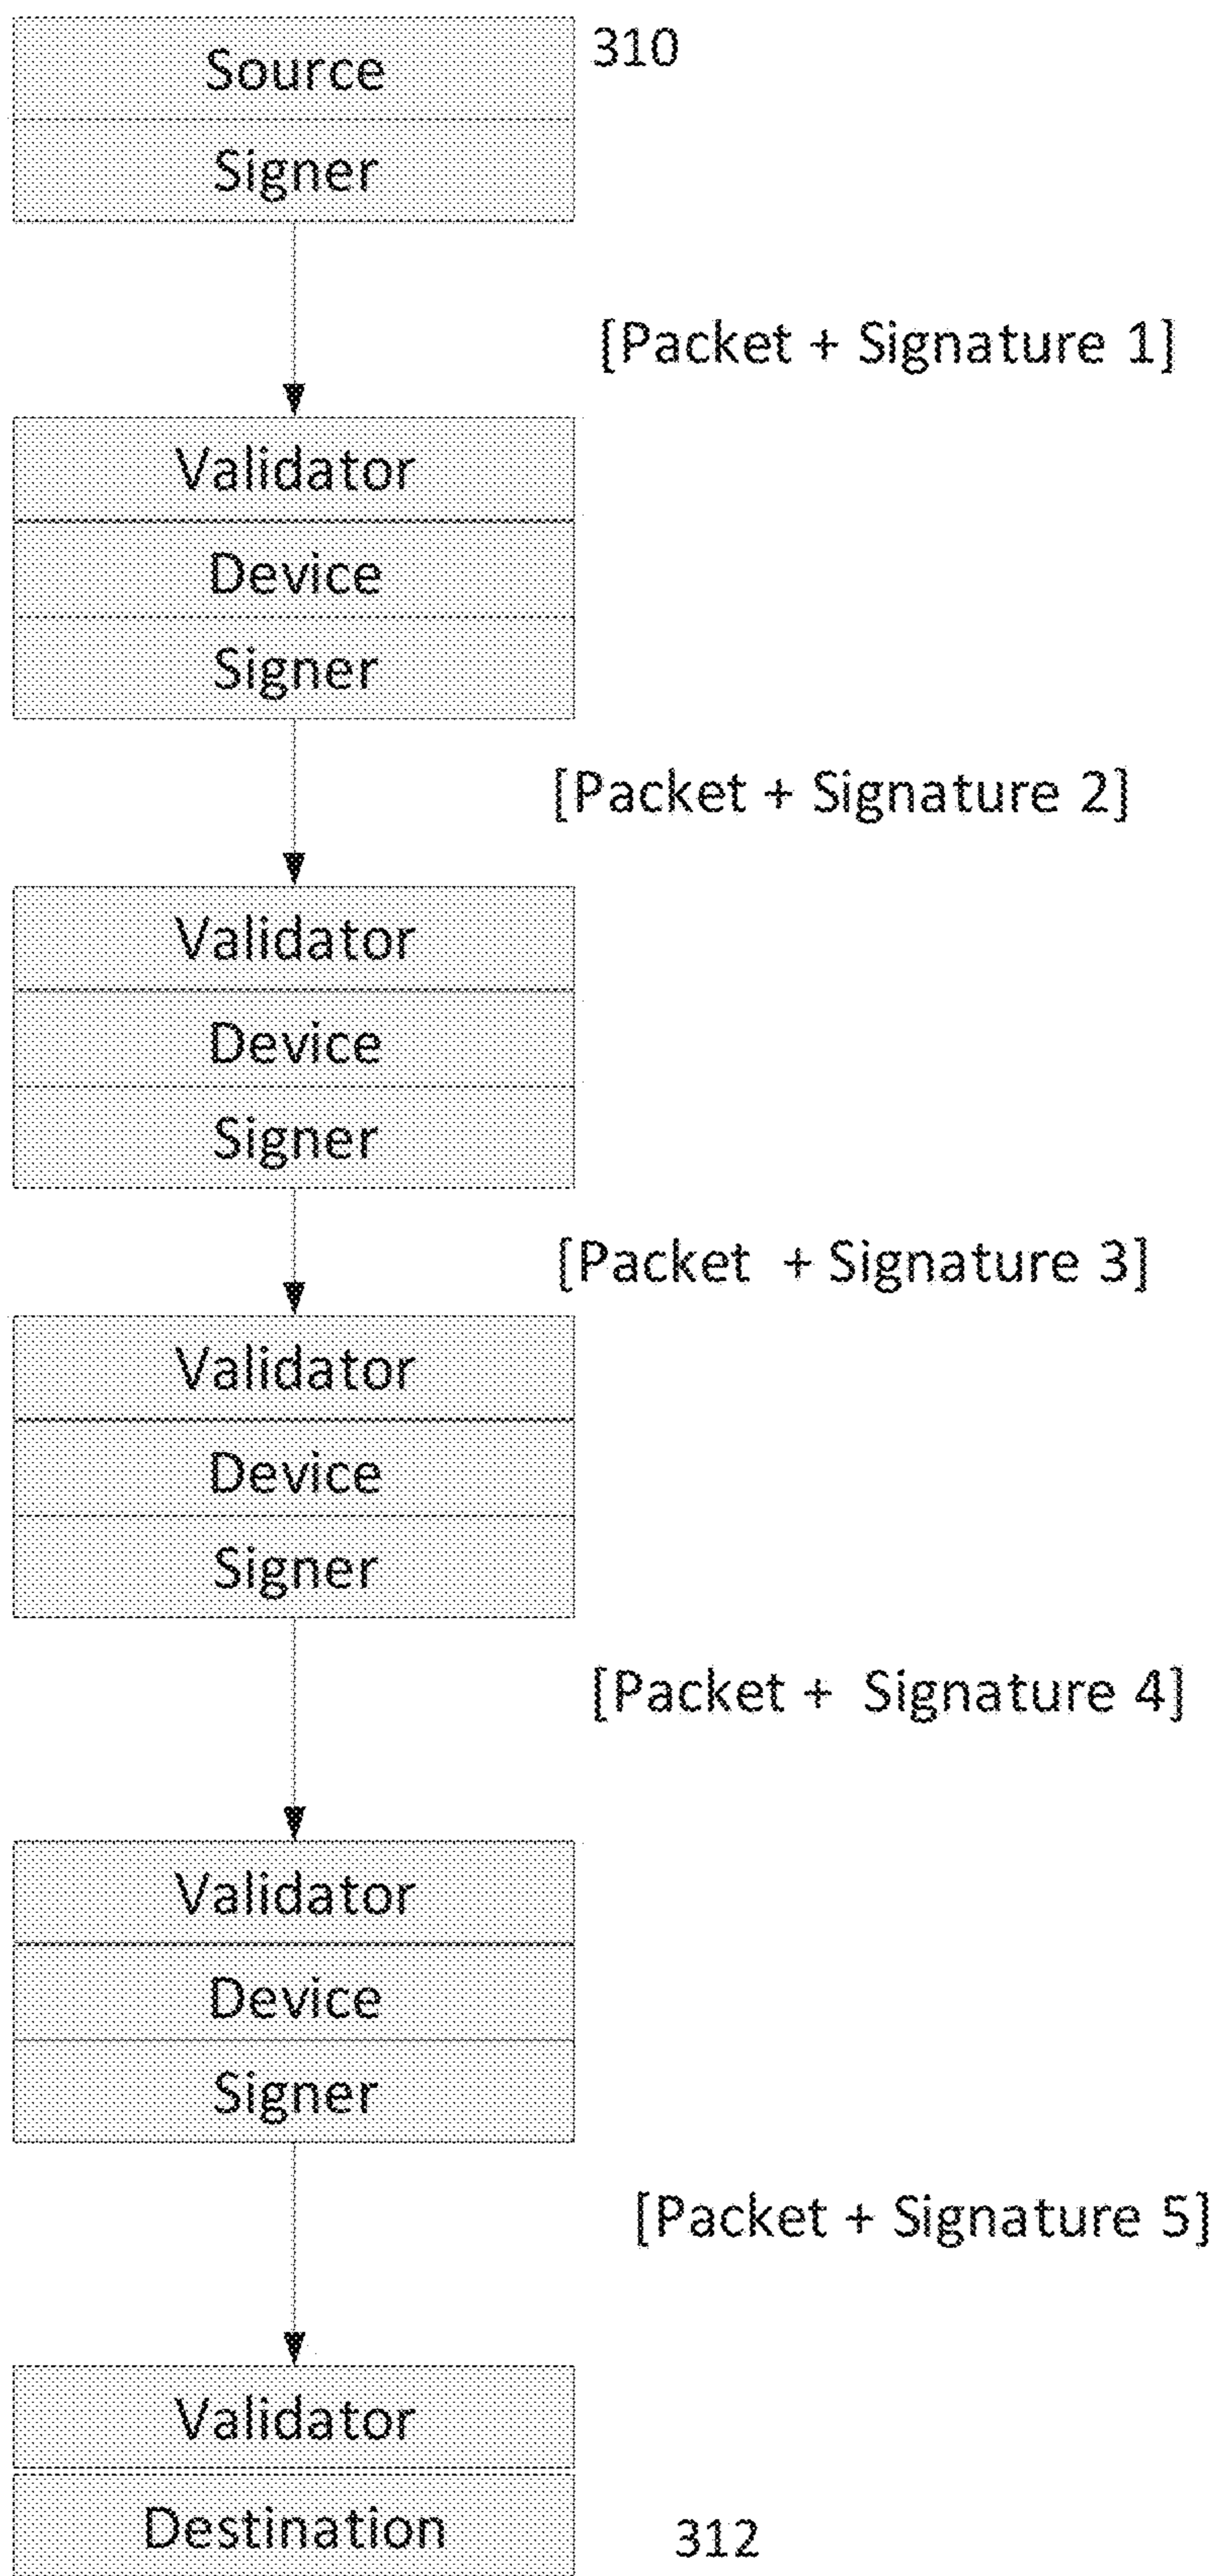 Source
310
Signer
[Packet + Signature 1]
Validator
Device
Signer
[Packet + Signature 2]
Validator
Device
Signer
[Packet + Signature 3]
Validator
Device
Signer
[Packet + Signature 4]
Validator
Device
Signer
[Packet + Signature 5]
Validator
Destination
312